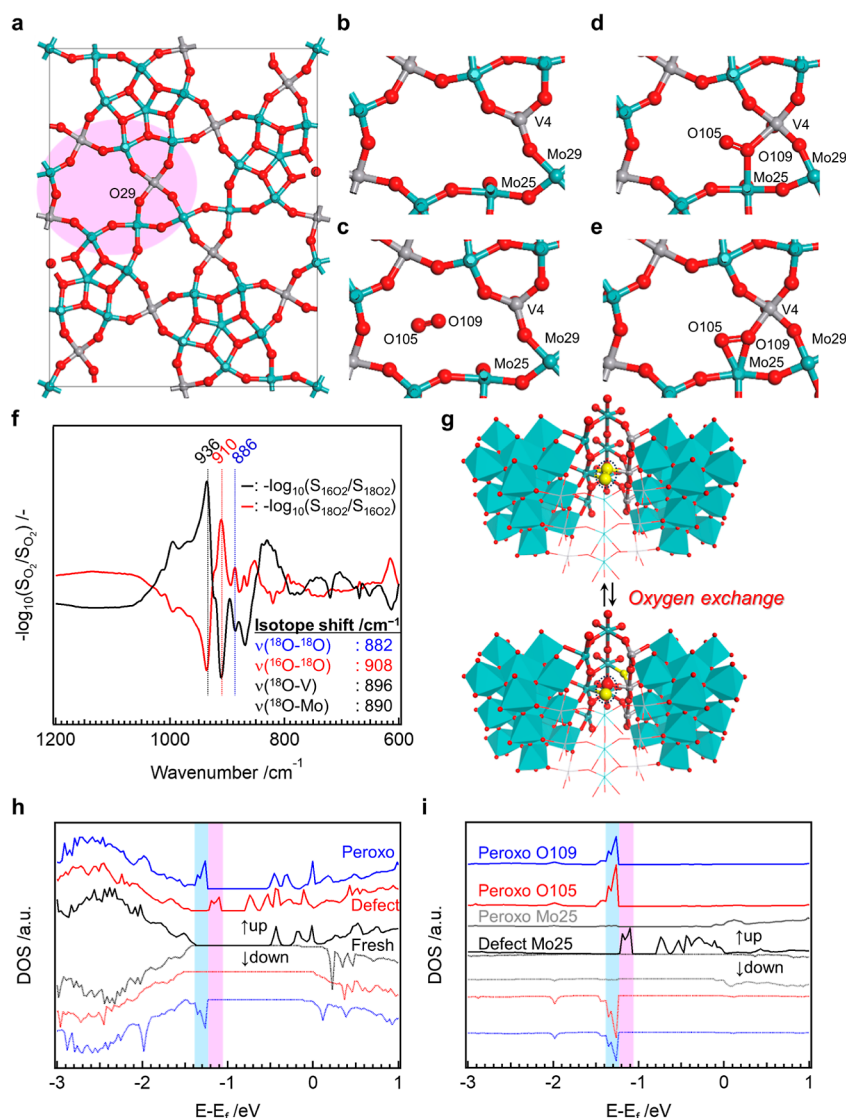 a
O29
b
V4
Mo29
Mo25
c
O105
O109
V4
Mo29
Mo25
d
V4
O105
O109
Mo29
Mo25
e
V4
O105
O109
Mo29
Mo25
f
936
910
886
—: -log₁₀(S₁₆O2/S₁₈O2)
—: -log₁₀(S₁₈O2/S₁₆O2)
-log₁₀(S_O₂/S_O₂) /-
Isotope shift /cm⁻¹
ν(¹⁸O-¹⁸O) : 882
ν(¹⁶O-¹⁸O) : 908
ν(¹⁸O-V) : 896
ν(¹⁸O-Mo) : 890
1200 1000 800 600
Wavenumber /cm⁻¹
g
Oxygen exchange
h
Peroxo
Defect
↑up
Fresh
↓down
DOS /a.u.
-3 -2 -1 0 1
E-E_f /eV
i
Peroxo O109
Peroxo O105
Peroxo Mo25
↑up
Defect Mo25
↓down
DOS /a.u.
-3 -2 -1 0 1
E-E_f /eV